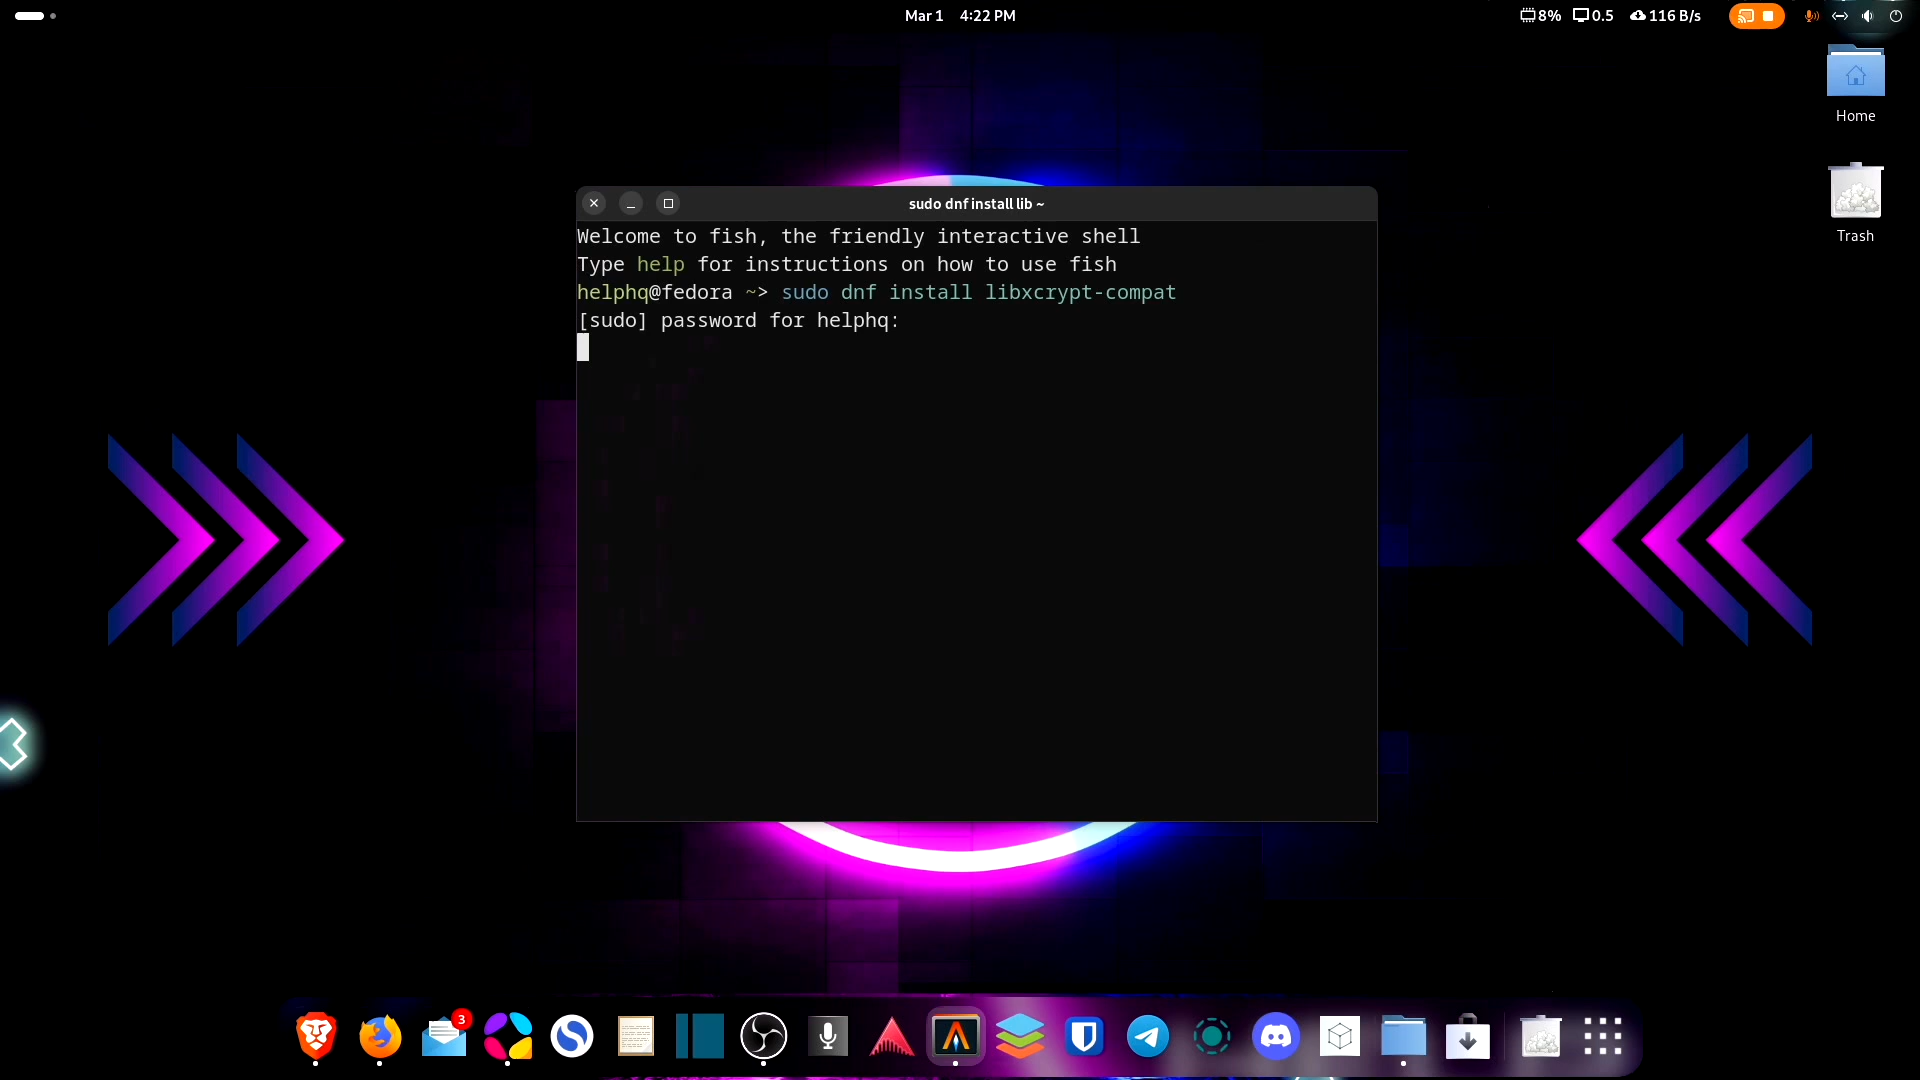 Mar 1 4:22 PM
8% 0.5 116 B/s
Home
Trash
sudo dnf install lib ~
Welcome to fish, the friendly interactive shell
Type help for instructions on how to use fish
helphq@fedora ~> sudo dnf install libxcrypt-compat
[sudo] password for helphq:
3